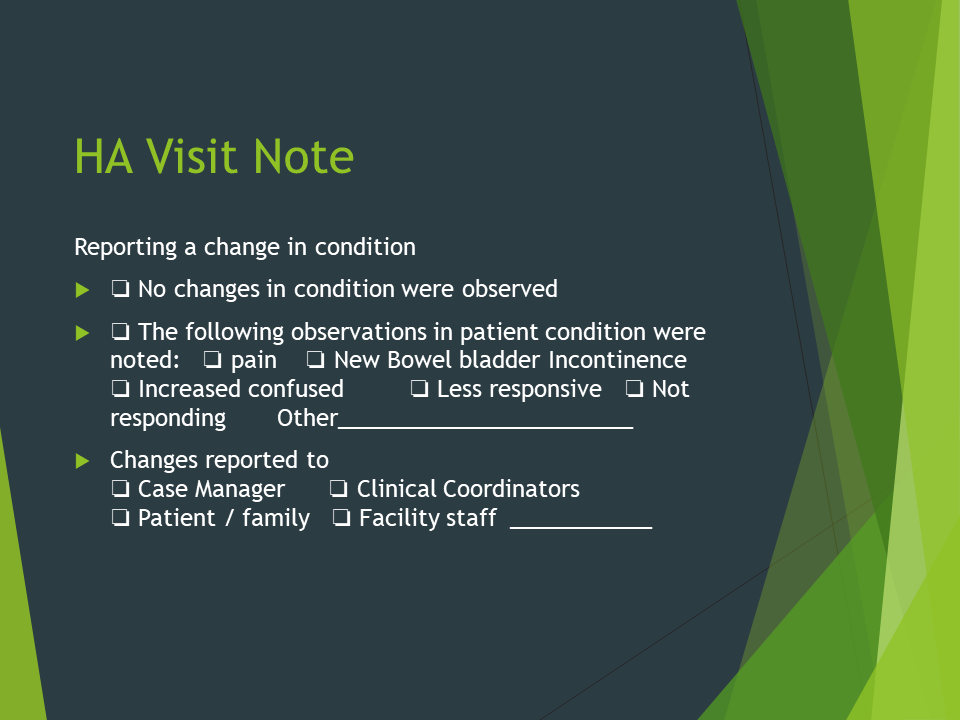 HA Visit Note
Reporting a change in condition
▶ ❏ No changes in condition were observed
▶ ❏ The following observations in patient condition were
noted: ❏ pain ❏ New Bowel bladder Incontinence
❏ Increased confused ❏ Less responsive ❏ Not
responding Other_______________________
▶ Changes reported to
❏ Case Manager ❏ Clinical Coordinators
❏ Patient / family ❏ Facility staff ___________